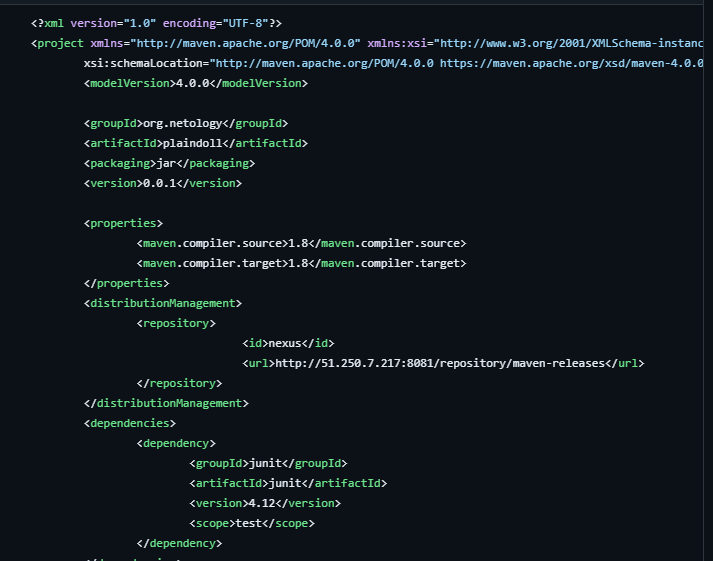 <?xml version="1.0" encoding="UTF-8"?>
<project xmlns="http://maven.apache.org/POM/4.0.0" xmlns:xsi="http://www.w3.org/2001/XMLSchema-instanc
xsi:schemaLocation="http://maven.apache.org/POM/4.0.0 https://maven.apache.org/xsd/maven-4.0.0
<modelVersion>4.0.0</modelVersion>
<groupId>org.netology</groupId>
<artifactId>plaindoll</artifactId>
<packaging>jar</packaging>
<version>0.0.1</version>
<properties>
<maven.compiler.source>1.8</maven.compiler.source>
<maven.compiler.target>1.8</maven.compiler.target>
</properties>
<distributionManagement>
<repository>
<id>nexus</id>
<url>http://51.250.7.217:8081/repository/maven-releases</url>
</repository>
</distributionManagement>
<dependencies>
<dependency>
<groupId>junit</groupId>
<artifactId>junit</artifactId>
<version>4.12</version>
<scope>test</scope>
</dependency>